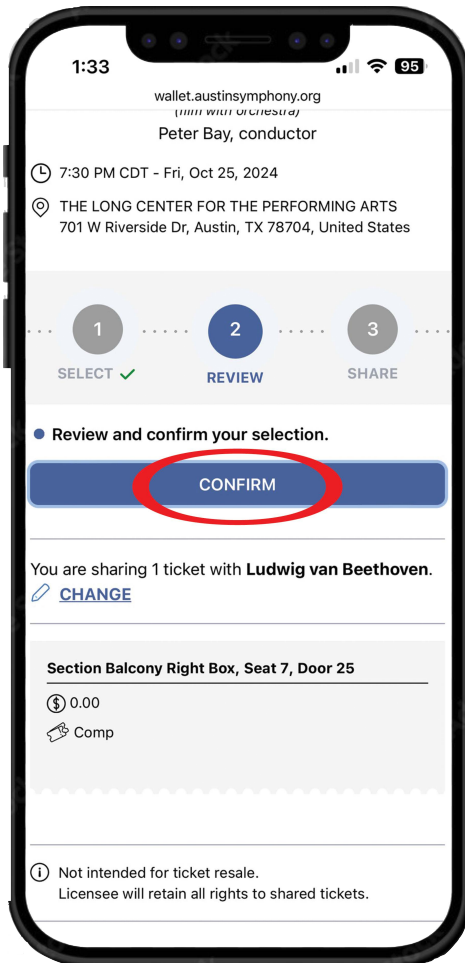 1:33
95
wallet.austinsymphony.org
(film with orchestra)
Peter Bay, conductor
7:30 PM CDT - Fri, Oct 25, 2024
THE LONG CENTER FOR THE PERFORMING ARTS
701 W Riverside Dr, Austin, TX 78704, United States
1 2 3
SELECT REVIEW SHARE
Review and confirm your selection.
CONFIRM
You are sharing 1 ticket with Ludwig van Beethoven.
CHANGE
Section Balcony Right Box, Seat 7, Door 25
$ 0.00
Comp
Not intended for ticket resale.
Licensee will retain all rights to shared tickets.